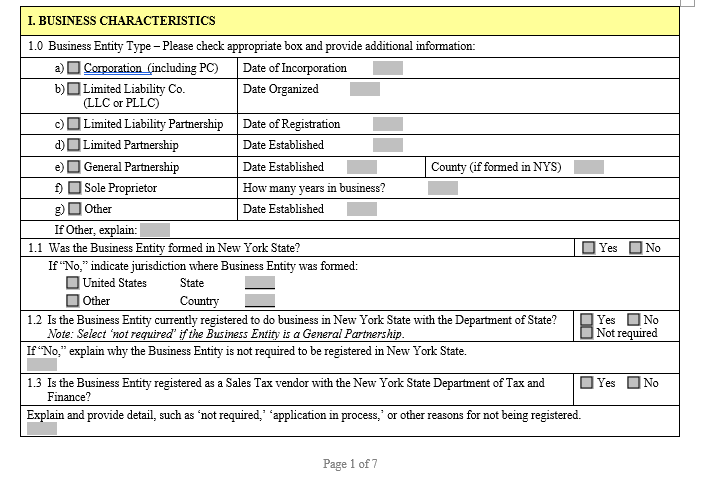 I. BUSINESS CHARACTERISTICS
1.0 Business Entity Type – Please check appropriate box and provide additional information:
a) Corporation (including PC) Date of Incorporation
b) Limited Liability Co. Date Organized
(LLC or PLLC)
c) Limited Liability Partnership Date of Registration
d) Limited Partnership Date Established
e) General Partnership Date Established County (if formed in NYS)
f) Sole Proprietor How many years in business?
g) Other Date Established
If Other, explain:
1.1 Was the Business Entity formed in New York State? Yes No
If “No,” indicate jurisdiction where Business Entity was formed:
United States State
Other Country
1.2 Is the Business Entity currently registered to do business in New York State with the Department of State? Yes No
Note: Select ‘not required’ if the Business Entity is a General Partnership. Not required
If “No,” explain why the Business Entity is not required to be registered in New York State.
1.3 Is the Business Entity registered as a Sales Tax vendor with the New York State Department of Tax and Yes No
Finance?
Explain and provide detail, such as ‘not required,’ ‘application in process,’ or other reasons for not being registered.
Page 1 of 7